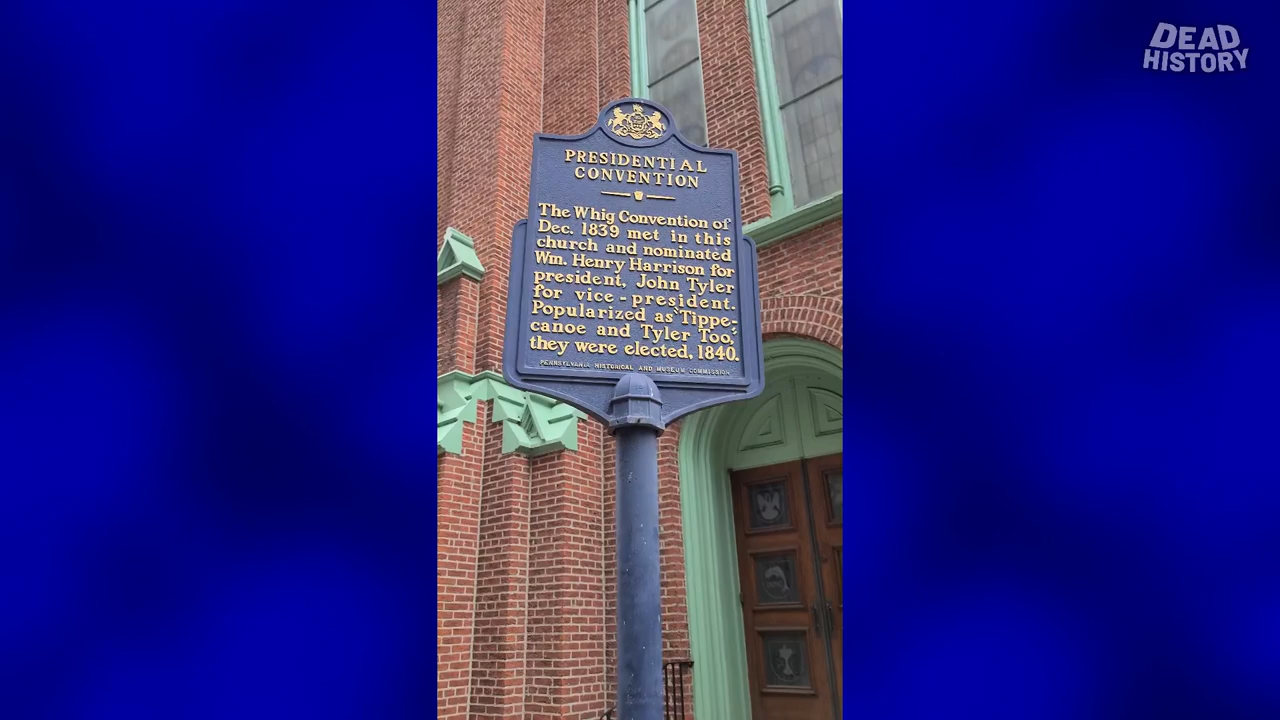 DEAD
HISTORY
PRESIDENTIAL
CONVENTION
The Whig Convention of
Dec. 1839 met in this
church and nominated
Wm. Henry Harrison for
president, John Tyler
for vice-president.
Popularized as "Tippe-
canoe and Tyler Too,"
they were elected, 1840.
PENNSYLVANIA HISTORICAL AND MUSEUM COMMISSION